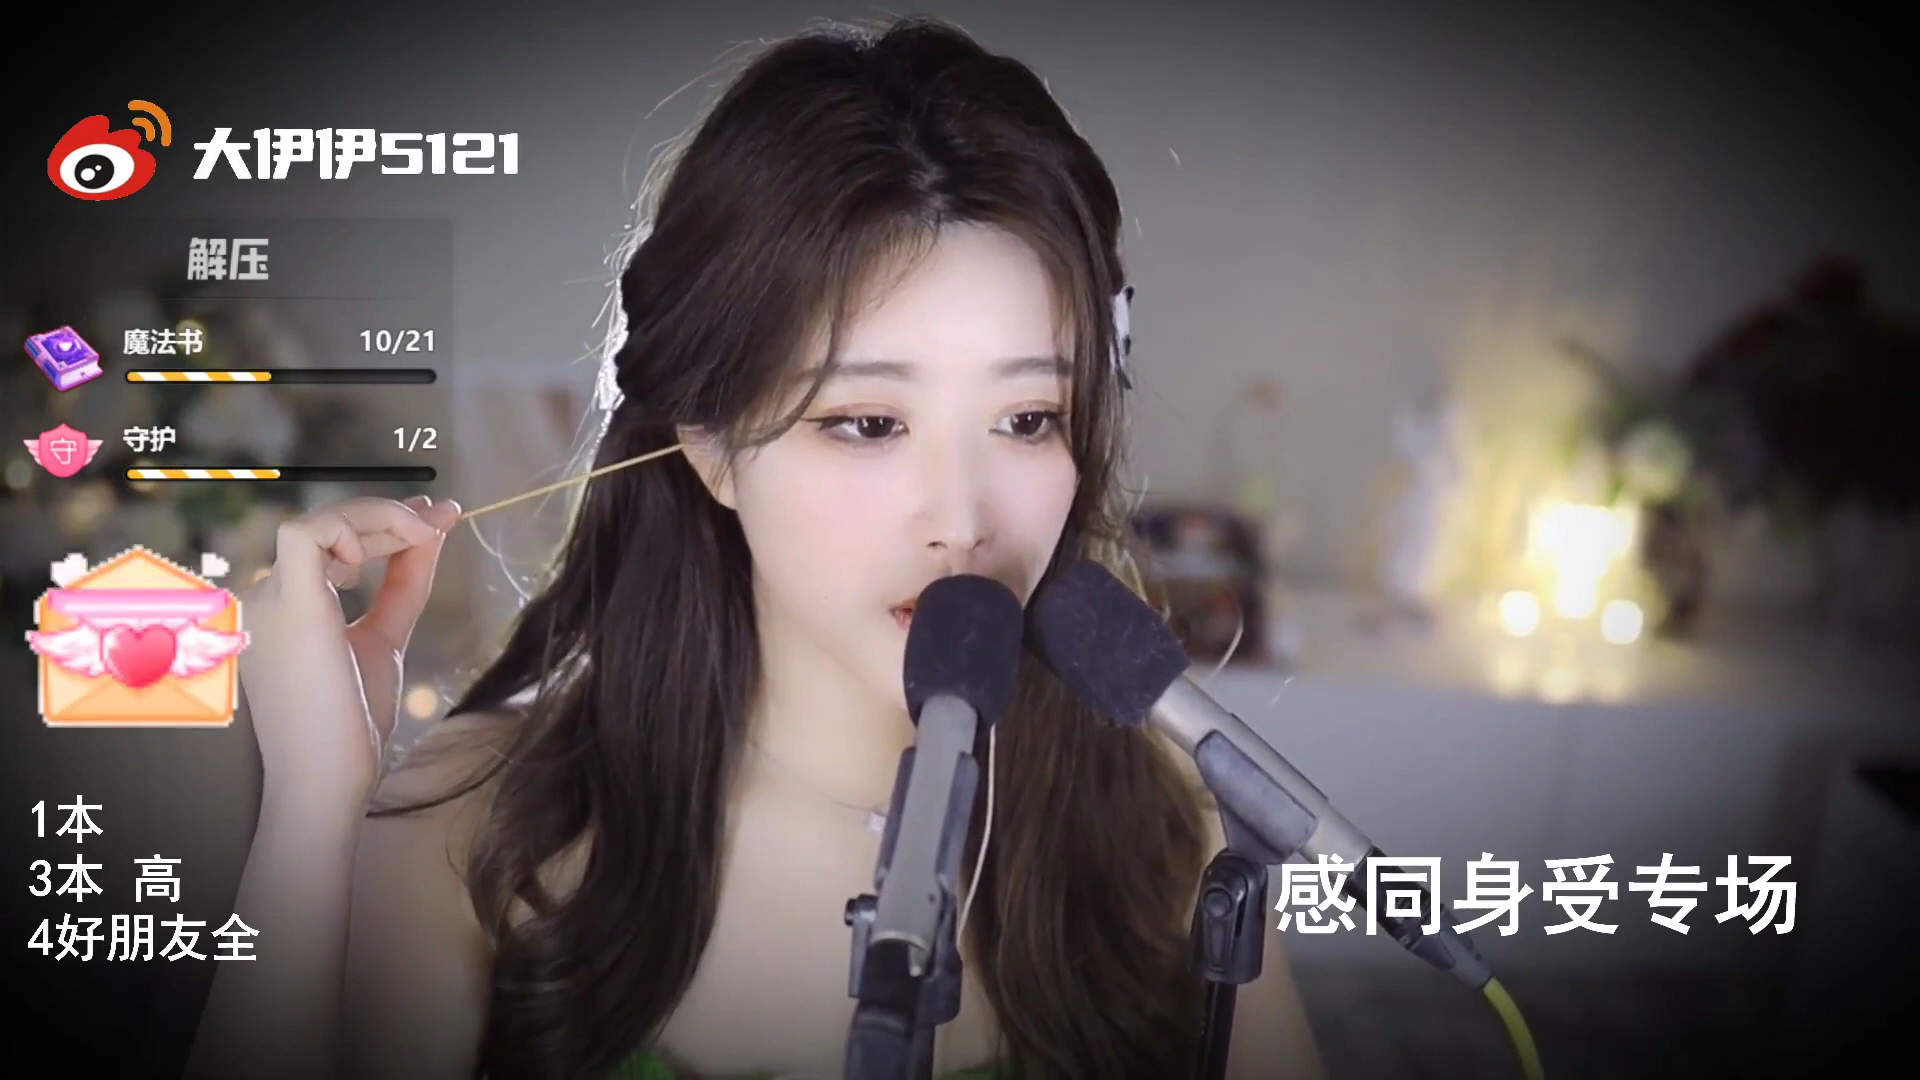 大伊伊5121
解压
魔法书 10/21
守护 1/2
守
1本
3本 高
4好朋友全
感同身受专场